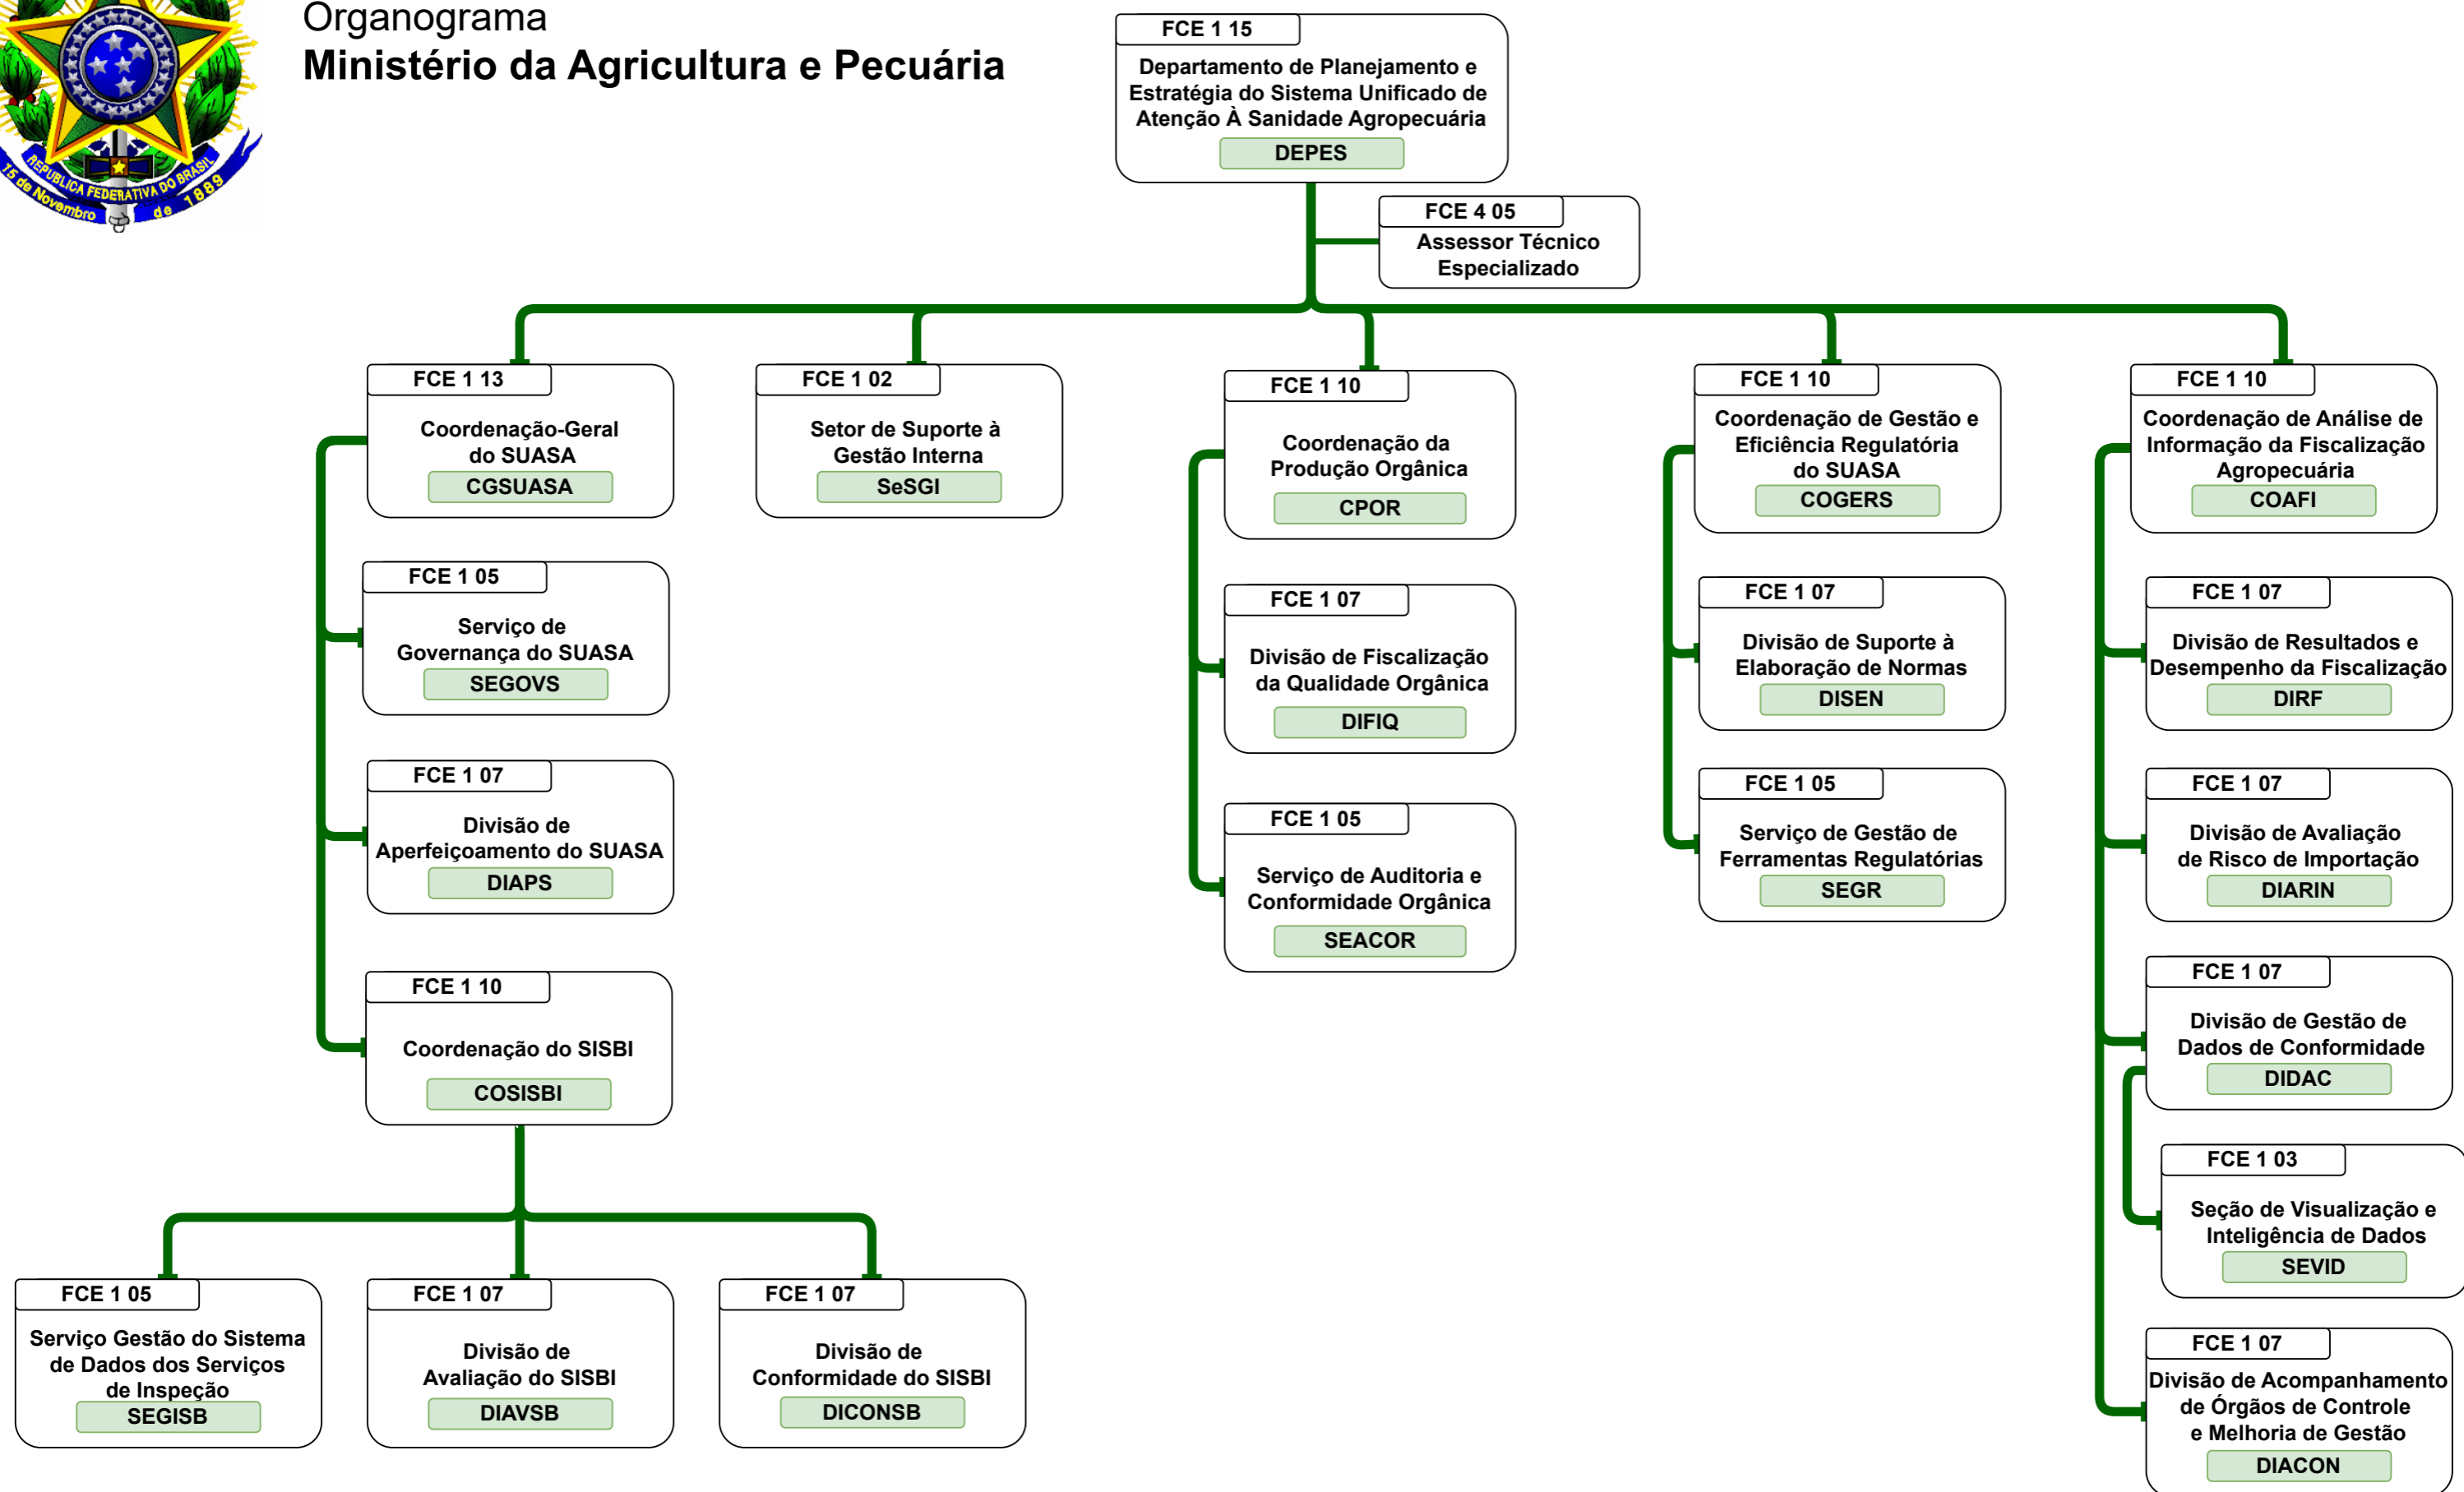 Organograma
Ministério da Agricultura e Pecuária
REPUBLICA FEDERATIVA DO BRASIL
15 de Novembro de 1889
FCE 1 15
Departamento de Planejamento e
Estratégia do Sistema Unificado de
Atenção À Sanidade Agropecuária
DEPES
FCE 4 05
Assessor Técnico
Especializado
FCE 1 13
Coordenação-Geral
do SUASA
CGSUASA
FCE 1 02
Setor de Suporte à
Gestão Interna
SeSGI
FCE 1 10
Coordenação da
Produção Orgânica
CPOR
FCE 1 10
Coordenação de Gestão e
Eficiência Regulatória
do SUASA
COGERS
FCE 1 10
Coordenação de Análise de
Informação da Fiscalização
Agropecuária
COAFI
FCE 1 05
Serviço de
Governança do SUASA
SEGOVS
FCE 1 07
Divisão de
Aperfeiçoamento do SUASA
DIAPS
FCE 1 10
Coordenação do SISBI
COSISBI
FCE 1 05
Serviço Gestão do Sistema
de Dados dos Serviços
de Inspeção
SEGISB
FCE 1 07
Divisão de
Avaliação do SISBI
DIAVSB
FCE 1 07
Divisão de
Conformidade do SISBI
DICONSB
FCE 1 07
Divisão de Fiscalização
da Qualidade Orgânica
DIFIQ
FCE 1 05
Serviço de Auditoria e
Conformidade Orgânica
SEACOR
FCE 1 07
Divisão de Suporte à
Elaboração de Normas
DISEN
FCE 1 05
Serviço de Gestão de
Ferramentas Regulatórias
SEGR
FCE 1 07
Divisão de Resultados e
Desempenho da Fiscalização
DIRF
FCE 1 07
Divisão de Avaliação
de Risco de Importação
DIARIN
FCE 1 07
Divisão de Gestão de
Dados de Conformidade
DIDAC
FCE 1 03
Seção de Visualização e
Inteligência de Dados
SEVID
FCE 1 07
Divisão de Acompanhamento
de Órgãos de Controle
e Melhoria de Gestão
DIACON